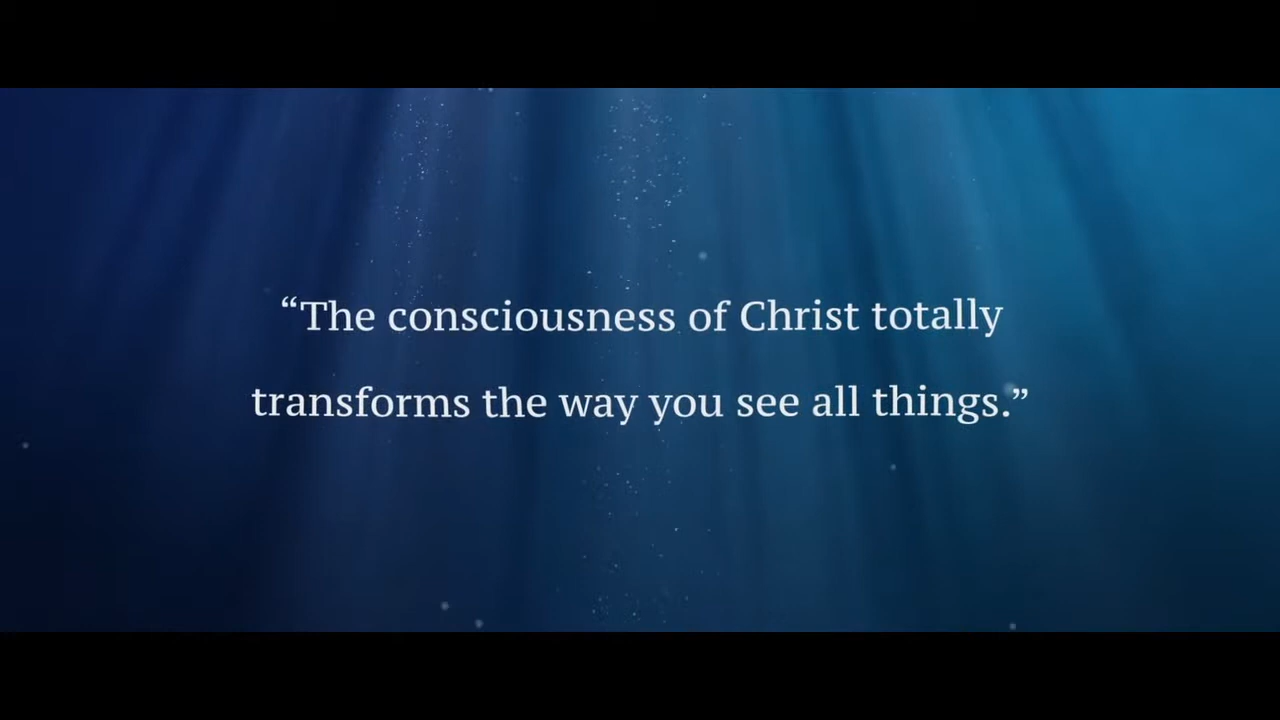 “The consciousness of Christ totally
transforms the way you see all things.”